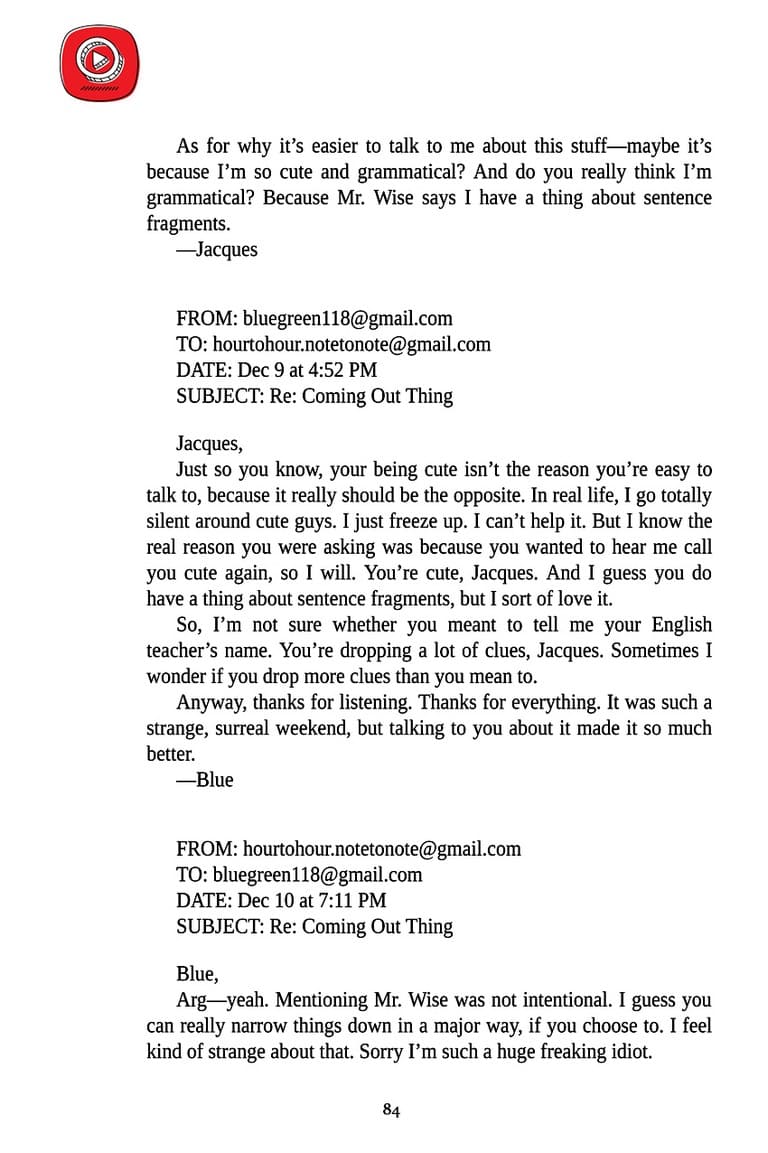 As for why it’s easier to talk to me about this stuff—maybe it’s
because I’m so cute and grammatical? And do you really think I’m
grammatical? Because Mr. Wise says I have a thing about sentence
fragments.
—Jacques
FROM: bluegreen118@gmail.com
TO: hourtohour.notetonote@gmail.com
DATE: Dec 9 at 4:52 PM
SUBJECT: Re: Coming Out Thing
Jacques,
Just so you know, your being cute isn’t the reason you’re easy to
talk to, because it really should be the opposite. In real life, I go totally
silent around cute guys. I just freeze up. I can’t help it. But I know the
real reason you were asking was because you wanted to hear me call
you cute again, so I will. You’re cute, Jacques. And I guess you do
have a thing about sentence fragments, but I sort of love it.
So, I’m not sure whether you meant to tell me your English
teacher’s name. You’re dropping a lot of clues, Jacques. Sometimes I
wonder if you drop more clues than you mean to.
Anyway, thanks for listening. Thanks for everything. It was such a
strange, surreal weekend, but talking to you about it made it so much
better.
—Blue
FROM: hourtohour.notetonote@gmail.com
TO: bluegreen118@gmail.com
DATE: Dec 10 at 7:11 PM
SUBJECT: Re: Coming Out Thing
Blue,
Arg—yeah. Mentioning Mr. Wise was not intentional. I guess you
can really narrow things down in a major way, if you choose to. I feel
kind of strange about that. Sorry I’m such a huge freaking idiot.
84